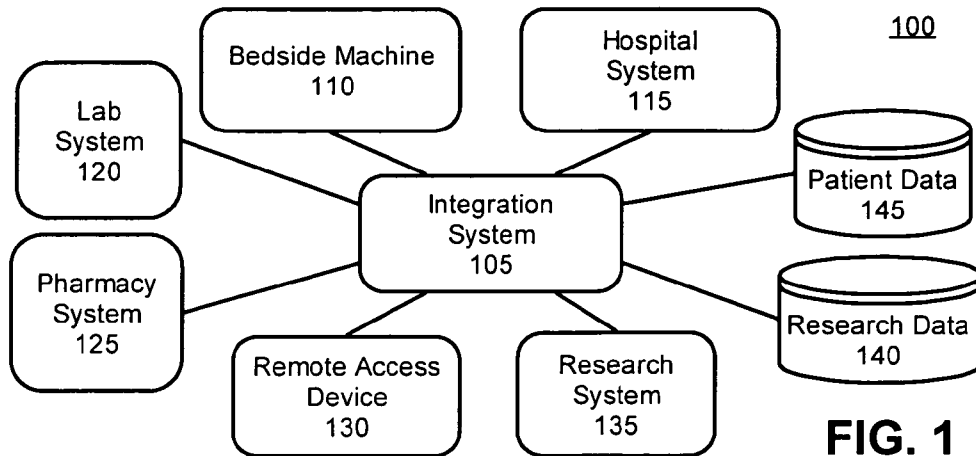 100
Bedside Machine
110
Hospital
System
115
Lab
System
120
Patient Data
145
Integration
System
105
Pharmacy
System
125
Research Data
140
Remote Access
Device
130
Research
System
135
FIG. 1